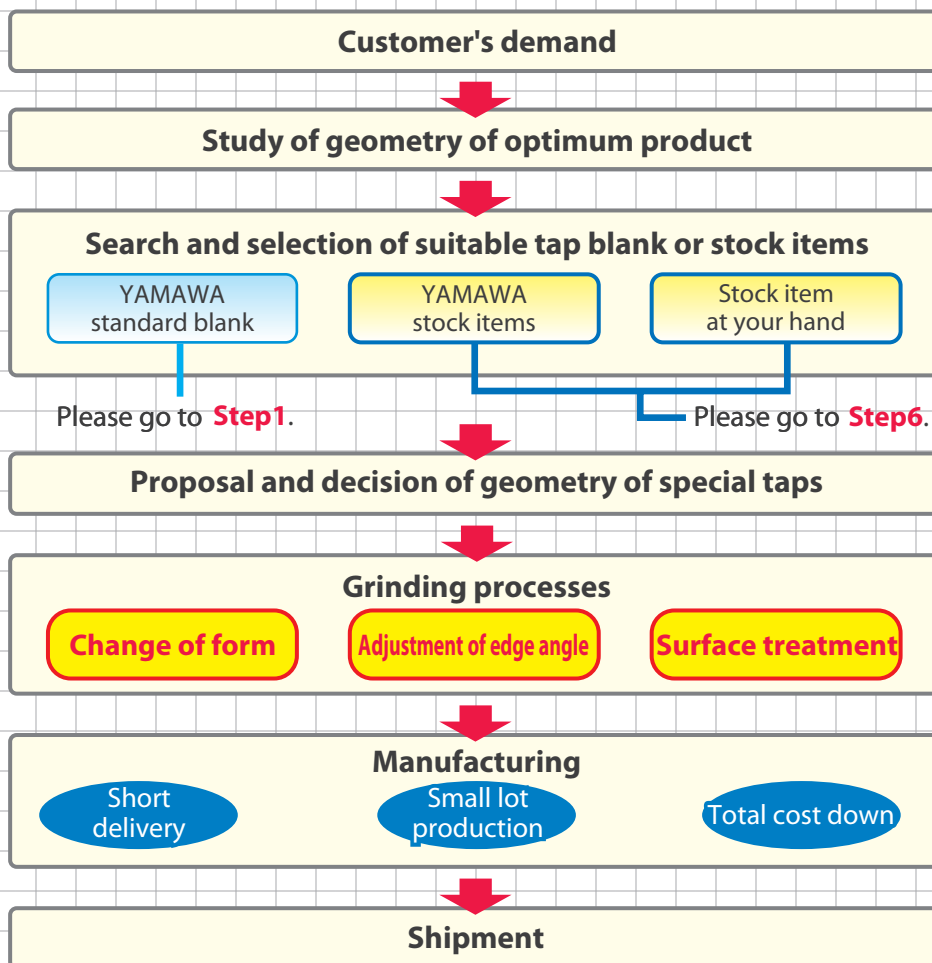 Customer's demand
Study of geometry of optimum product
Search and selection of suitable tap blank or stock items
YAMAWA
standard blank
YAMAWA
stock items
Stock item
at your hand
Please go to Step1.
Please go to Step6.
Proposal and decision of geometry of special taps
Grinding processes
Change of form
Adjustment of edge angle
Surface treatment
Manufacturing
Short
delivery
Small lot
production
Total cost down
Shipment